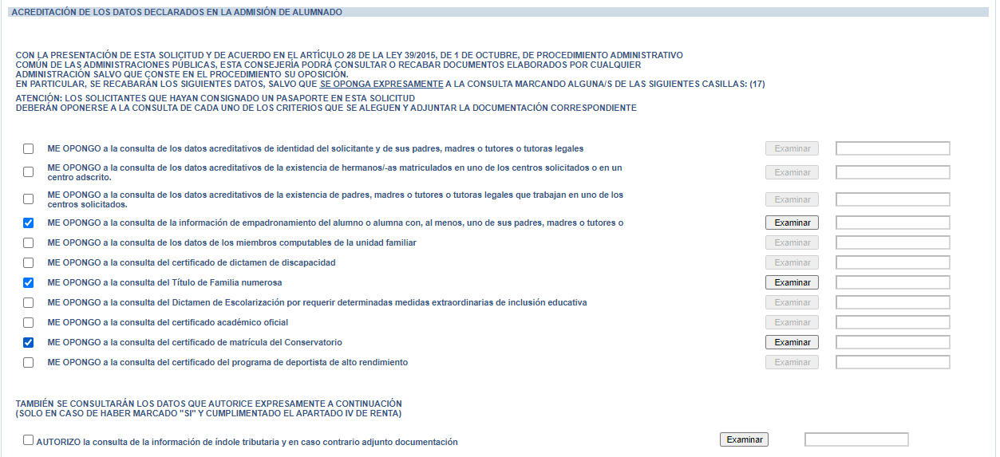 ACREDITACIÓN DE LOS DATOS DECLARADOS EN LA ADMISIÓN DE ALUMNADO
CON LA PRESENTACIÓN DE ESTA SOLICITUD Y DE ACUERDO EN EL ARTÍCULO 28 DE LA LEY 39/2015, DE 1 DE OCTUBRE, DE PROCEDIMIENTO ADMINISTRATIVO
COMÚN DE LAS ADMINISTRACIONES PÚBLICAS, ESTA CONSEJERÍA PODRÁ CONSULTAR O RECABAR DOCUMENTOS ELABORADOS POR CUALQUIER
ADMINISTRACIÓN SALVO QUE CONSTE EN EL PROCEDIMIENTO SU OPOSICIÓN.
EN PARTICULAR, SE RECABARÁN LOS SIGUIENTES DATOS, SALVO QUE SE OPONGA EXPRESAMENTE A LA CONSULTA MARCANDO ALGUNA/S DE LAS SIGUIENTES CASILLAS: (17)
ATENCIÓN: LOS SOLICITANTES QUE HAYAN CONSIGNADO UN PASAPORTE EN ESTA SOLICITUD
DEBERÁN OPONERSE A LA CONSULTA DE CADA UNO DE LOS CRITERIOS QUE SE ALEGUEN Y ADJUNTAR LA DOCUMENTACIÓN CORRESPONDIENTE
ME OPONGO a la consulta de los datos acreditativos de identidad del solicitante y de sus padres, madres o tutores o tutoras legales Examinar
ME OPONGO a la consulta de los datos acreditativos de la existencia de hermanos/-as matriculados en uno de los centros solicitados o en un
centro adscrito. Examinar
ME OPONGO a la consulta de los datos acreditativos de la existencia de padres, madres o tutores o tutoras legales que trabajan en uno de los
centros solicitados. Examinar
ME OPONGO a la consulta de la información de empadronamiento del alumno o alumna con, al menos, uno de sus padres, madres o tutores o Examinar
ME OPONGO a la consulta de los datos de los miembros computables de la unidad familiar Examinar
ME OPONGO a la consulta del certificado de dictamen de discapacidad Examinar
ME OPONGO a la consulta del Título de Familia numerosa Examinar
ME OPONGO a la consulta del Dictamen de Escolarización por requerir determinadas medidas extraordinarias de inclusión educativa Examinar
ME OPONGO a la consulta del certificado académico oficial Examinar
ME OPONGO a la consulta del certificado de matrícula del Conservatorio Examinar
ME OPONGO a la consulta del certificado del programa de deportista de alto rendimiento Examinar
TAMBIÉN SE CONSULTARÁN LOS DATOS QUE AUTORICE EXPRESAMENTE A CONTINUACIÓN
(SOLO EN CASO DE HABER MARCADO "SI" Y CUMPLIMENTADO EL APARTADO IV DE RENTA)
AUTORIZO la consulta de la información de índole tributaria y en caso contrario adjunto documentación Examinar